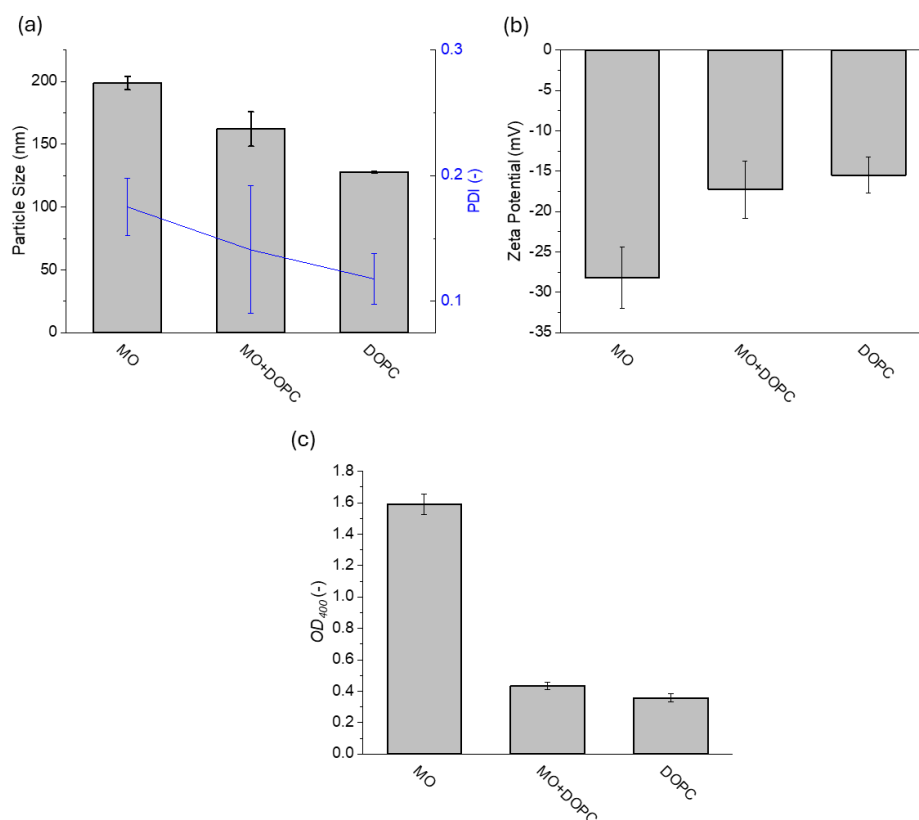 (a)
Particle Size (nm)
200
150
100
50
0
0.3
0.2
0.1
PDI (-)
MO
MO+DOPC
DOPC
(b)
Zeta Potential (mV)
0
-5
-10
-15
-20
-25
-30
-35
MO
MO+DOPC
DOPC
(c)
OD400 (-)
1.8
1.6
1.4
1.2
1.0
0.8
0.6
0.4
0.2
0.0
MO
MO+DOPC
DOPC